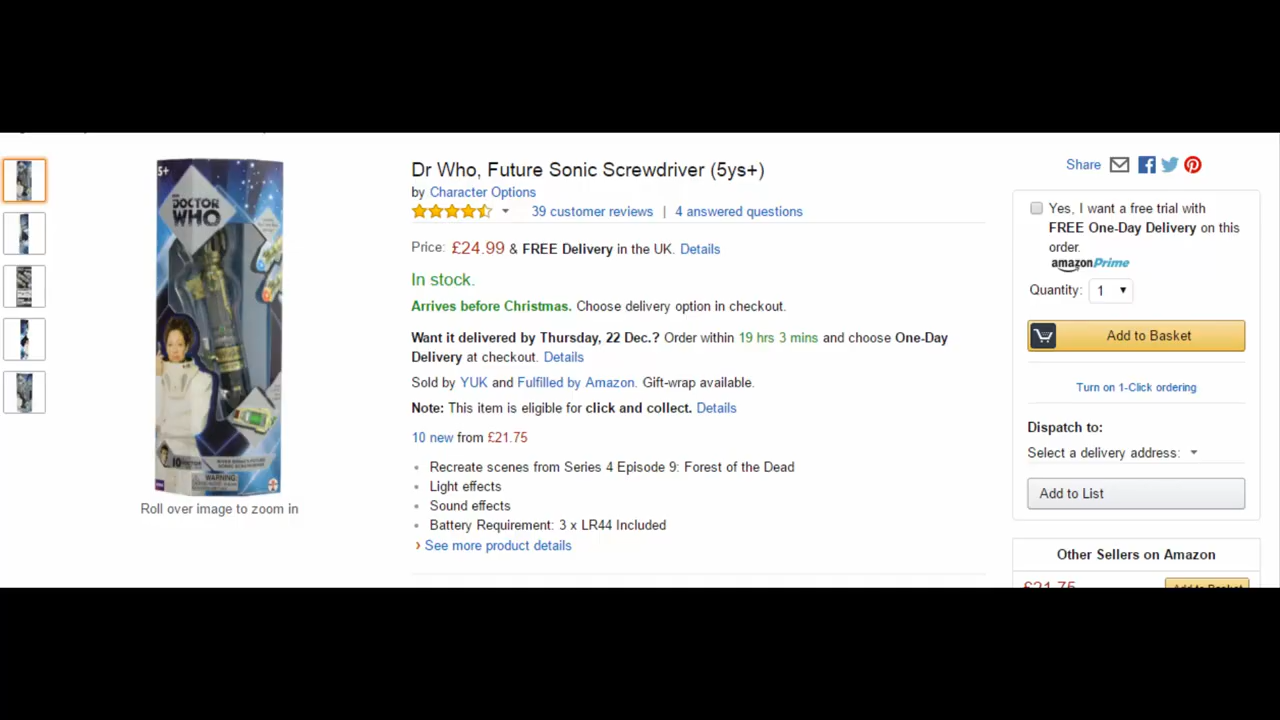 5+
DOCTOR
WHO
WARNING
Roll over image to zoom in
Dr Who, Future Sonic Screwdriver (5ys+)
by Character Options
39 customer reviews | 4 answered questions
Price: £24.99 & FREE Delivery in the UK. Details
In stock.
Arrives before Christmas. Choose delivery option in checkout.
Want it delivered by Thursday, 22 Dec.? Order within 19 hrs 3 mins and choose One-Day
Delivery at checkout. Details
Sold by YUK and Fulfilled by Amazon. Gift-wrap available.
Note: This item is eligible for click and collect. Details
10 new from £21.75
Recreate scenes from Series 4 Episode 9: Forest of the Dead
Light effects
Sound effects
Battery Requirement: 3 x LR44 Included
› See more product details
Share
Yes, I want a free trial with
FREE One-Day Delivery on this
order.
amazonPrime
Quantity: 1
Add to Basket
Turn on 1-Click ordering
Dispatch to:
Select a delivery address:
Add to List
Other Sellers on Amazon
£21.75
Add to Basket